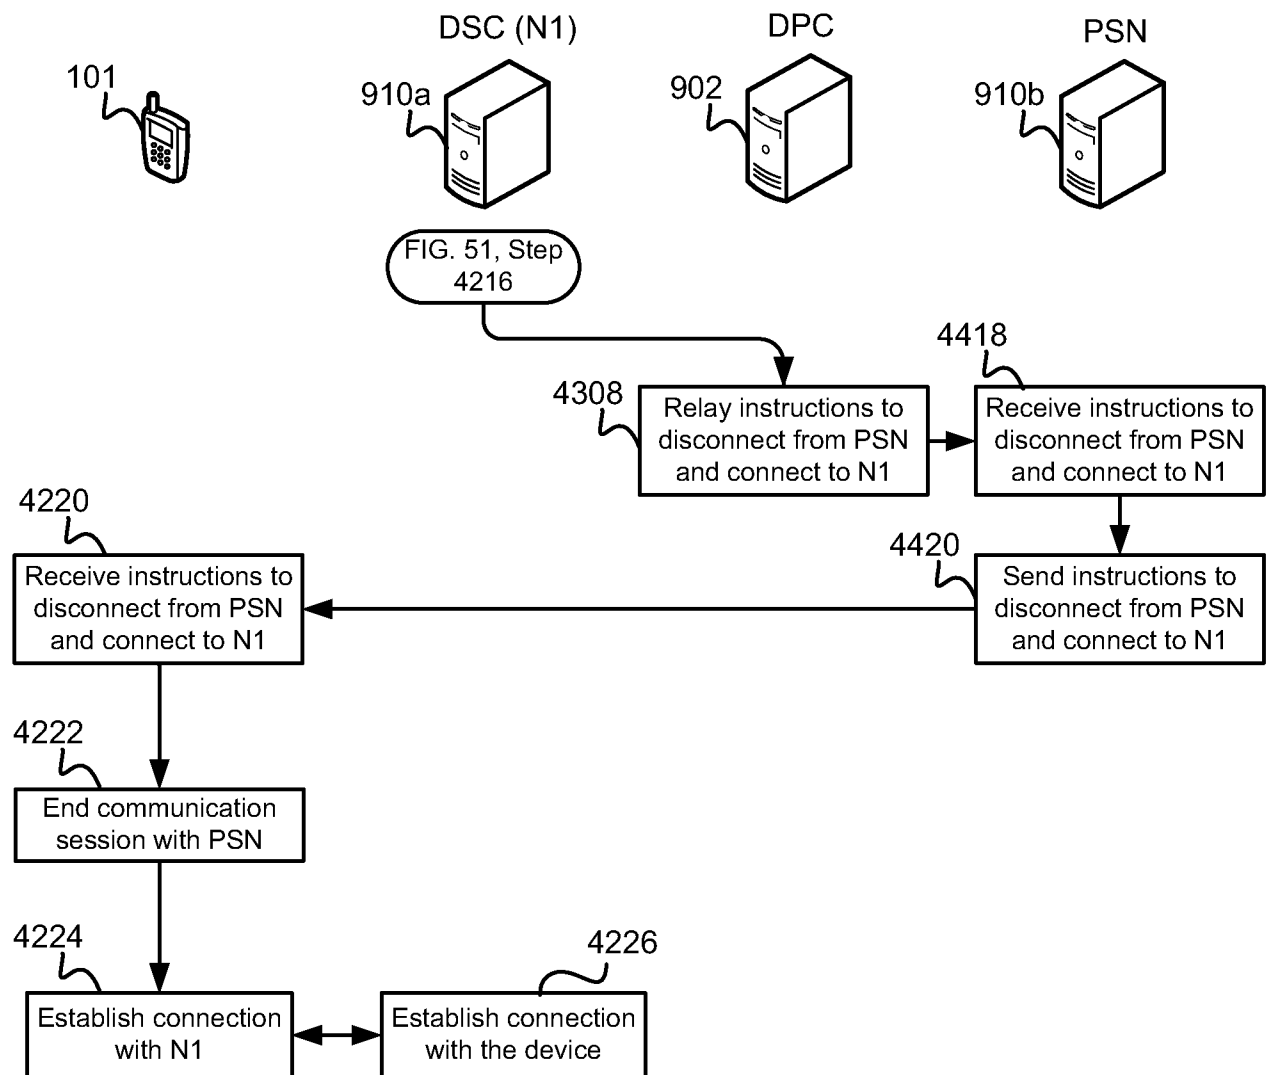 DSC (N1)
DPC
PSN
101
910a
902
910b
FIG. 51, Step
4216
4418
4308
Relay instructions to
disconnect from PSN
and connect to N1
Receive instructions to
disconnect from PSN
and connect to N1
4220
4420
Receive instructions to
disconnect from PSN
and connect to N1
Send instructions to
disconnect from PSN
and connect to N1
4222
End communication
session with PSN
4224
4226
Establish connection
with N1
Establish connection
with the device